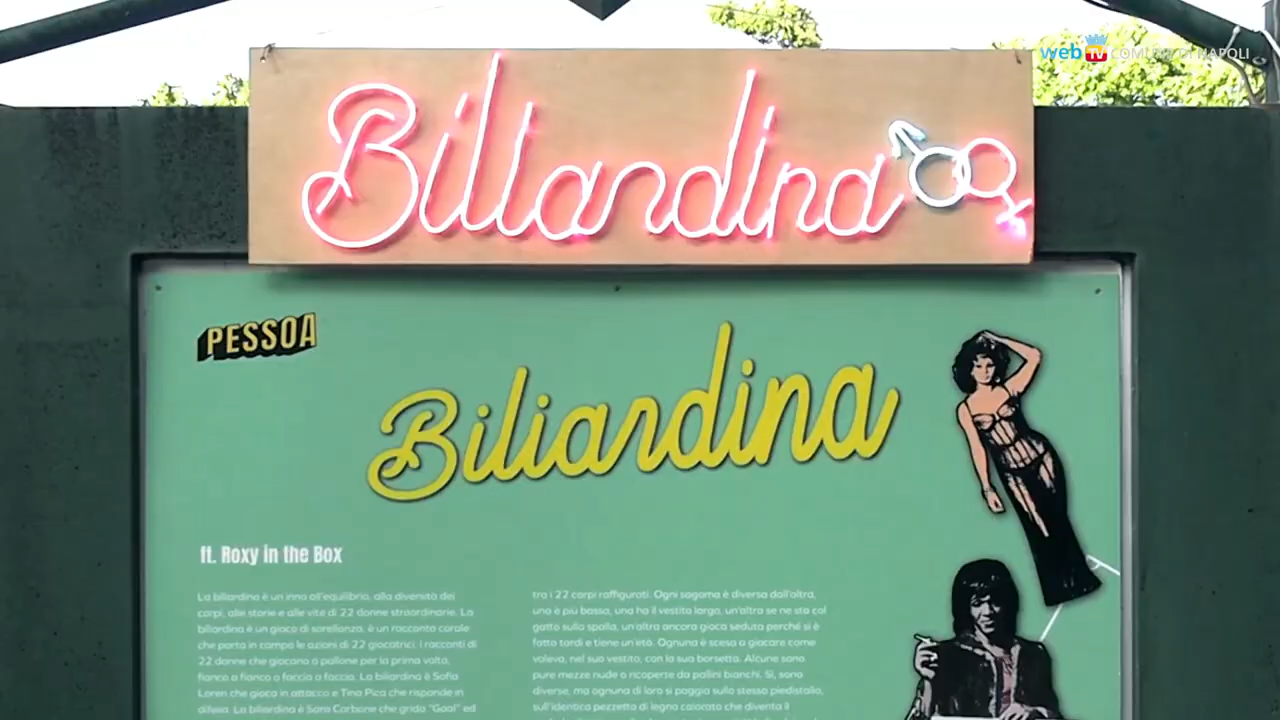 web TV COMUNE DI NAPOLI
Biliardina
PESSOA
Biliardina
ft. Roxy in the Box
La biliardina è un inno all'equilibrio, alla diversità dei
corpi, alle storie e alle vite di 22 donne straordinarie. La
biliardina è un gioco di sorellanza, è un racconto corale
che porta in campo le azioni di 22 giocatrici, i racconti di
22 donne che giocano a pallone per la prima volta,
fianco a fianco o faccia a faccia. La biliardina è Sofia
Loren che gioca in attacco e Tina Pica che risponde in
difesa. La biliardina è Sara Carbone che grida "Goal" ed
tra i 22 corpi raffigurati. Ogni sagoma è diversa dall'altra,
una è più bassa, una ha il vestito largo, un'altra se ne sta col
gatto sulla spalla, un'altra ancora gioca seduta perché si è
fatto tardi e tiene un'età. Ognuna è scesa a giocare come
voleva, nel suo vestito, con la sua borsetta. Alcune sono
pure mezze nude o ricoperte da pallini bianchi. Sì, sono
diverse, ma ognuna di loro si poggia sullo stesso piedistallo,
sull'identico pezzetto di legno colorato che diventa il